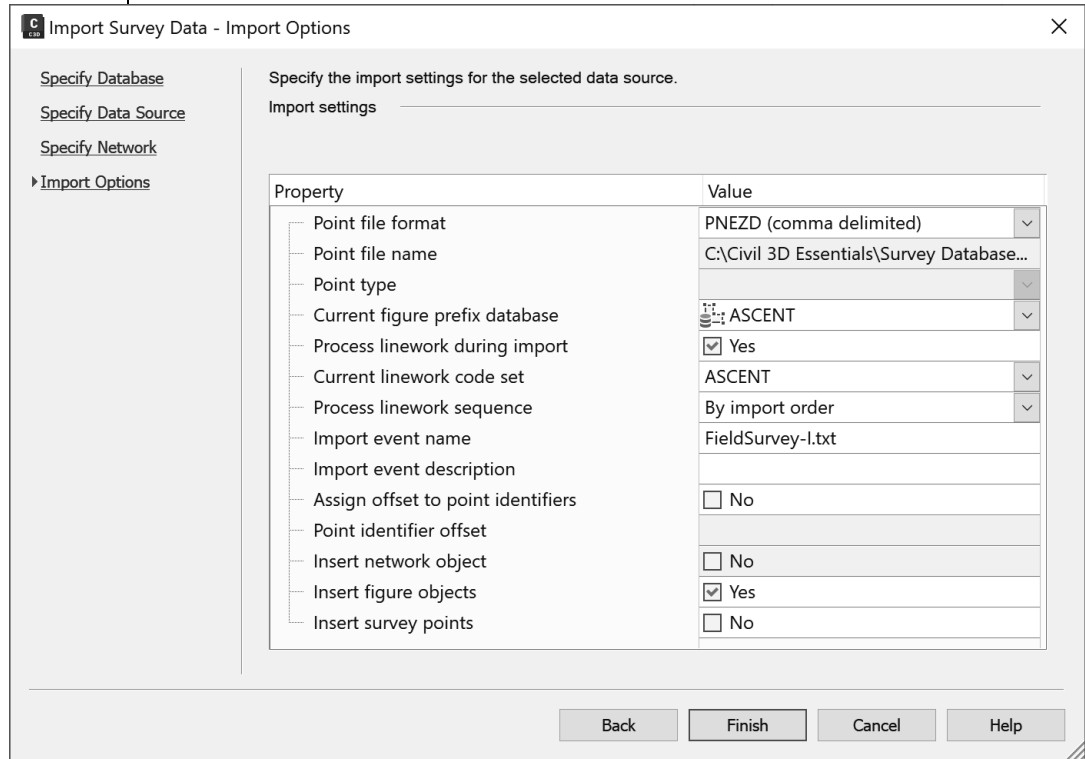 C
C3D
Import Survey Data - Import Options
Specify Database
Specify Data Source
Specify Network
Import Options
Specify the import settings for the selected data source.
Import settings
Property Value
Point file format PNEZD (comma delimited)
Point file name C:\Civil 3D Essentials\Survey Database...
Point type
Current figure prefix database ASCENT
Process linework during import Yes
Current linework code set ASCENT
Process linework sequence By import order
Import event name FieldSurvey-I.txt
Import event description
Assign offset to point identifiers No
Point identifier offset
Insert network object No
Insert figure objects Yes
Insert survey points No
Back Finish Cancel Help